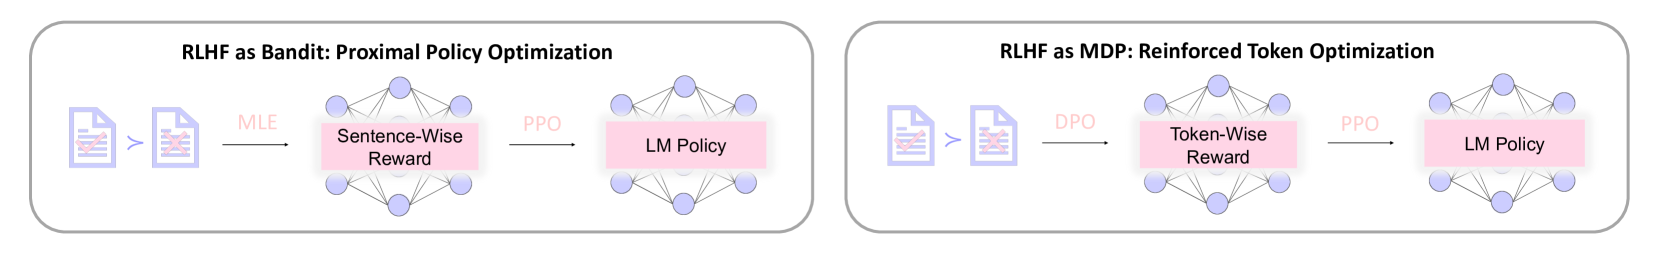 RLHF as Bandit: Proximal Policy Optimization
MLE
Sentence-Wise
Reward
PPO
LM Policy
RLHF as MDP: Reinforced Token Optimization
DPO
Token-Wise
Reward
PPO
LM Policy